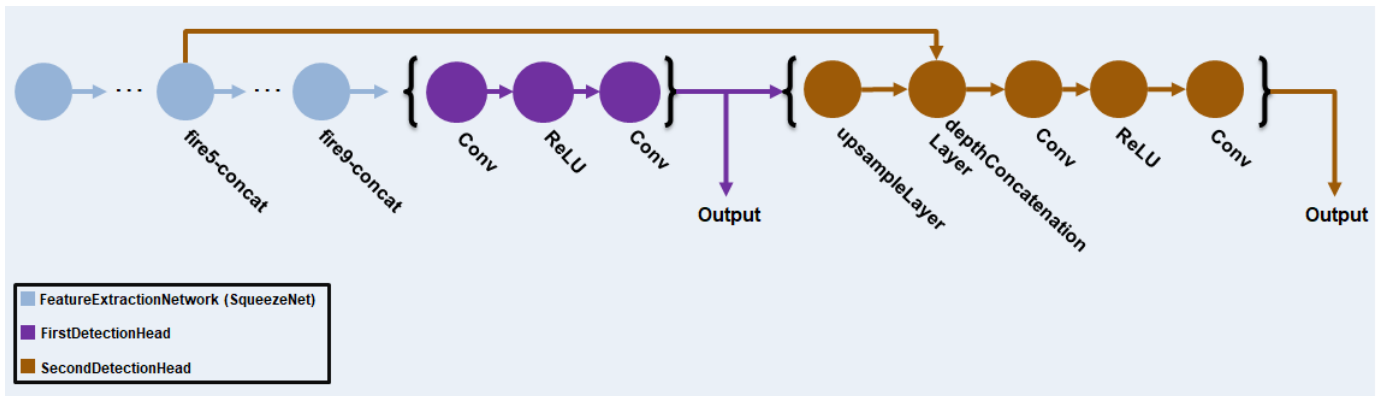 ... ...
fire5-concat
fire9-concat
Conv
ReLU
Conv
upsampleLayer
depthConcatenation
Layer
Conv
ReLU
Conv
Output
Output
FeatureExtractionNetwork (SqueezeNet)
FirstDetectionHead
SecondDetectionHead